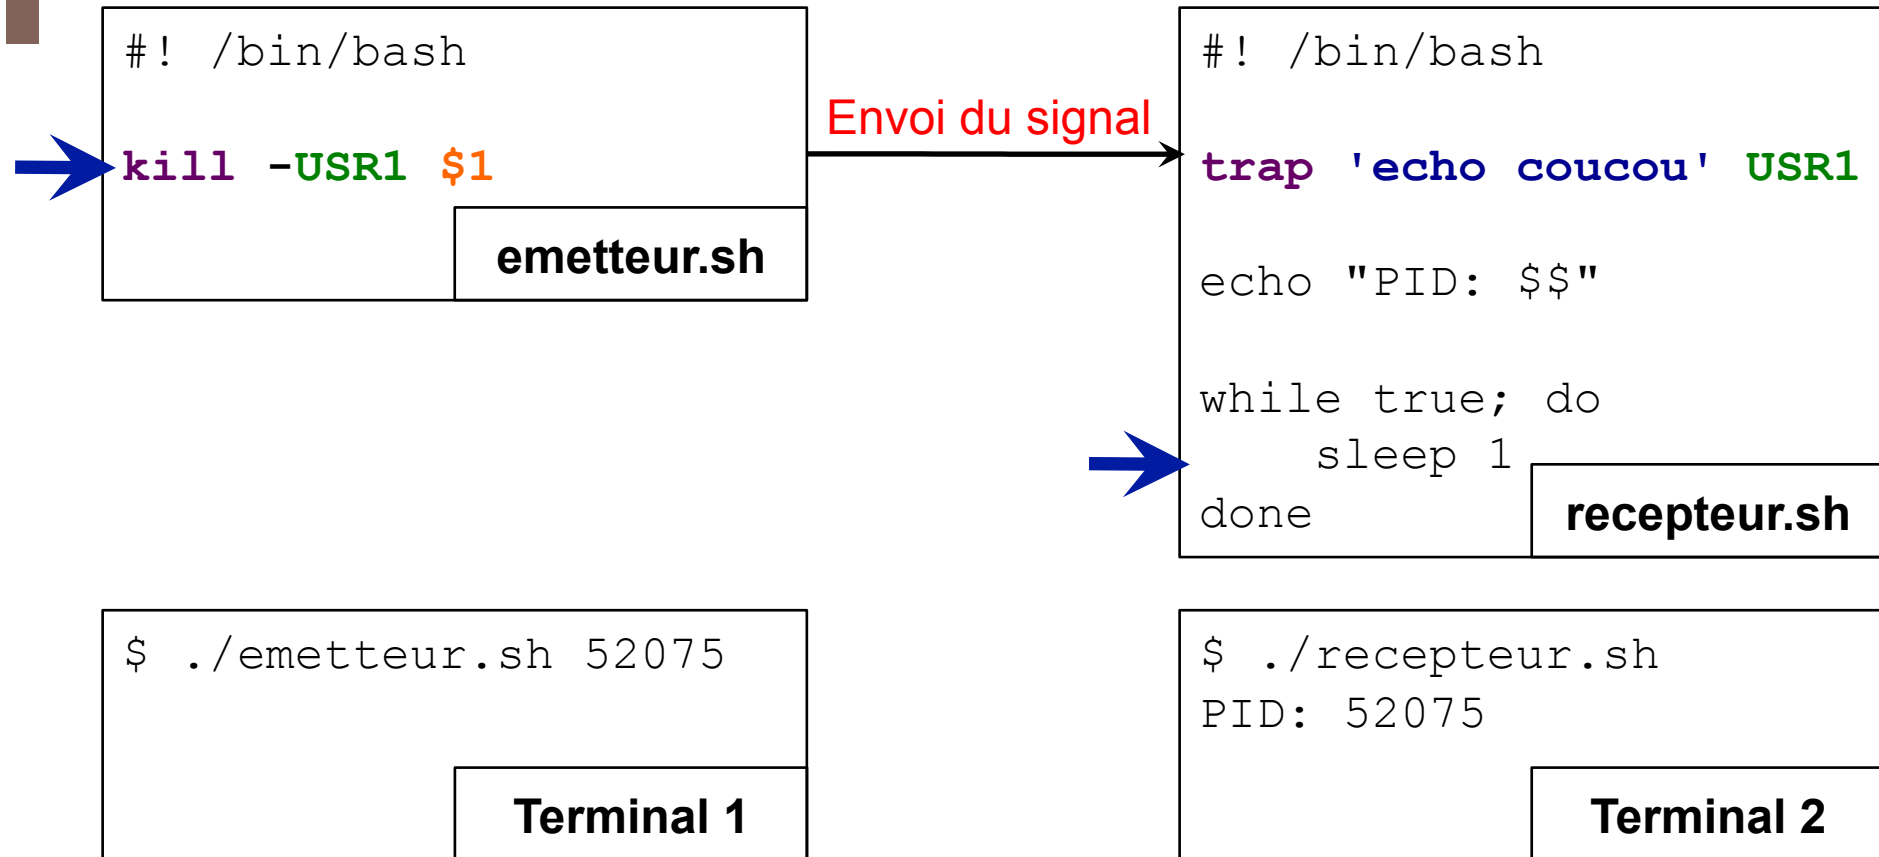 #! /bin/bash
kill -USR1 $1
emetteur.sh
Envoi du signal
#! /bin/bash
trap 'echo coucou' USR1
echo "PID: $$"
while true; do
    sleep 1
done
recepteur.sh
$ ./emetteur.sh 52075
Terminal 1
$ ./recepteur.sh
PID: 52075
Terminal 2